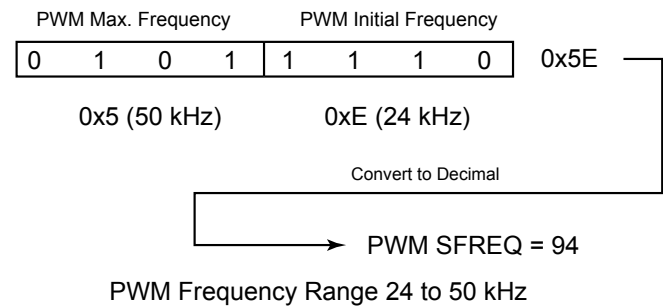 PWM Max. Frequency PWM Initial Frequency
0 1 0 1 1 1 1 0 0x5E
0x5 (50 kHz) 0xE (24 kHz)
Convert to Decimal
PWM SFREQ = 94
PWM Frequency Range 24 to 50 kHz